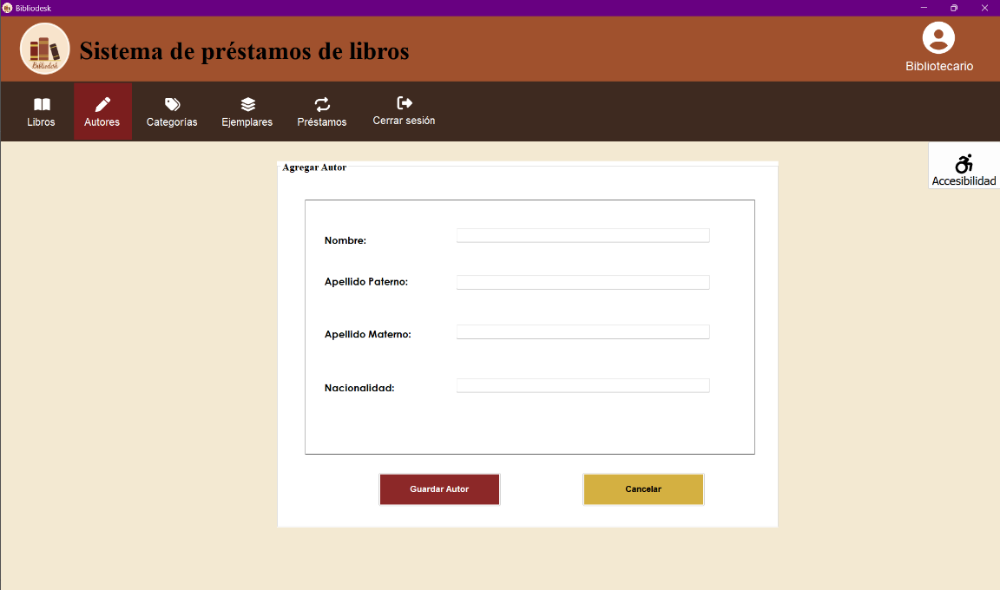 Bibliodesk
Bibliodesk
Sistema de préstamos de libros
Bibliotecario
Libros
Autores
Categorías
Ejemplares
Préstamos
Cerrar sesión
Accesibilidad
Agregar Autor
Nombre:
Apellido Paterno:
Apellido Materno:
Nacionalidad:
Guardar Autor
Cancelar